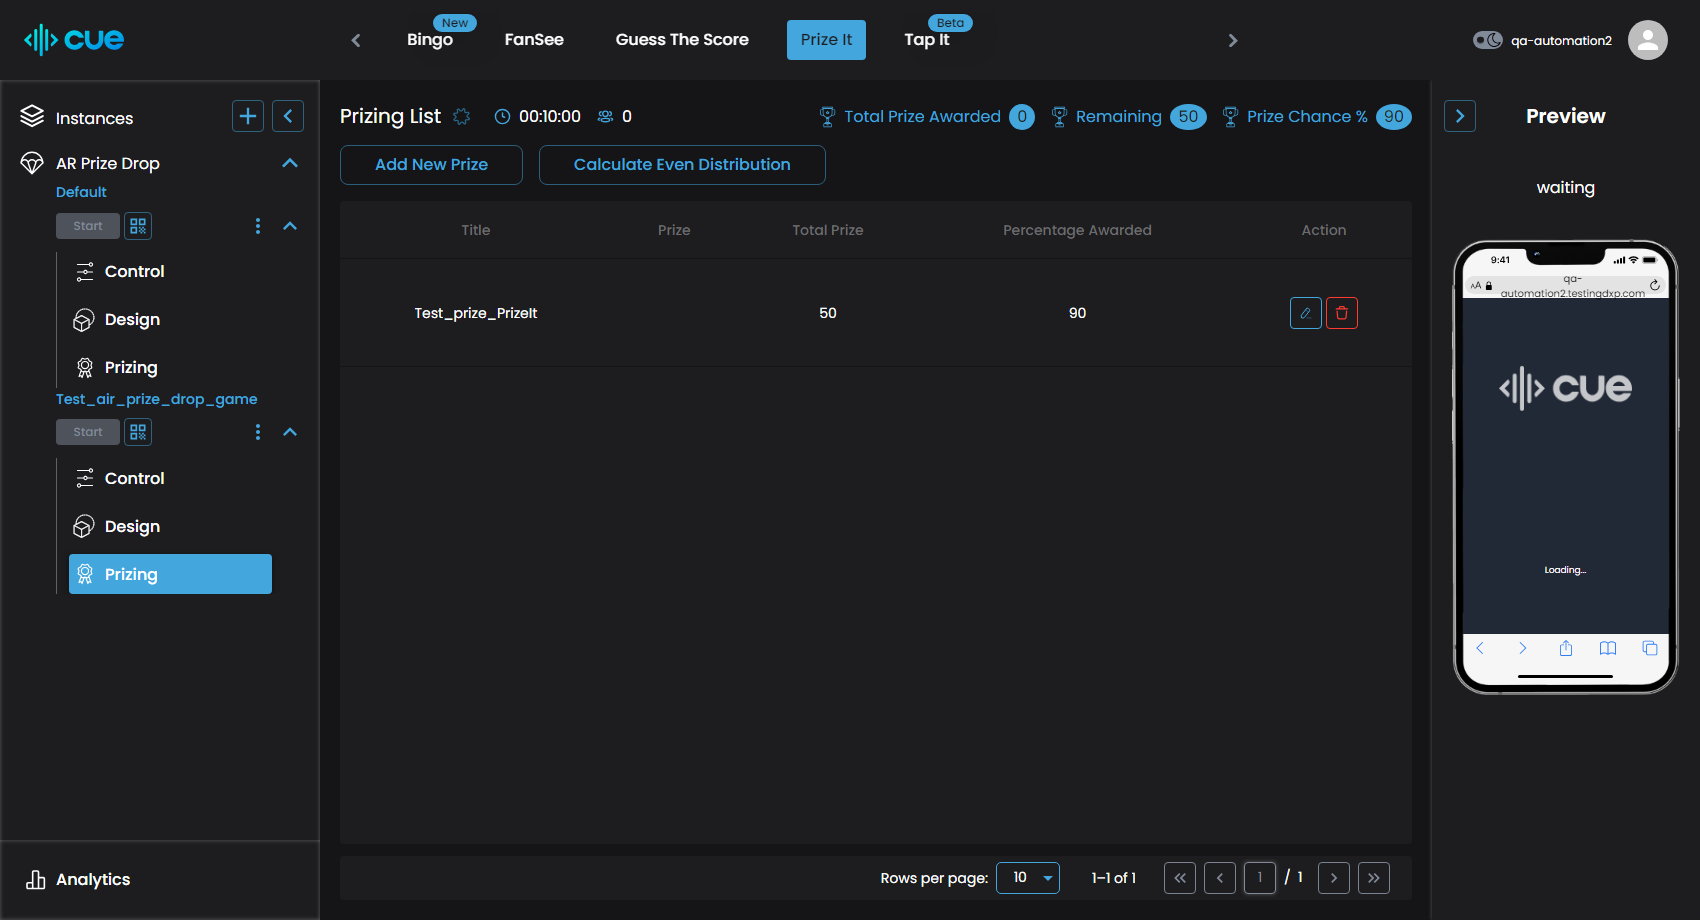 cue
Bingo
New
FanSee
Guess The Score
Prize It
Tap It
Beta
qa-automation2
Instances
AR Prize Drop
Default
Start
Control
Design
Prizing
Test_air_prize_drop_game
Start
Control
Design
Prizing
Analytics
Prizing List
00:10:00
0
Total Prize Awarded 0
Remaining 50
Prize Chance % 90
Add New Prize
Calculate Even Distribution
Title Prize Total Prize Percentage Awarded Action
Test_prize_PrizeIt 50 90
Rows per page: 10 1–1 of 1 1 / 1
Preview
waiting
9:41
AA
qa-
automation2.testingdxp.com
cue
Loading...